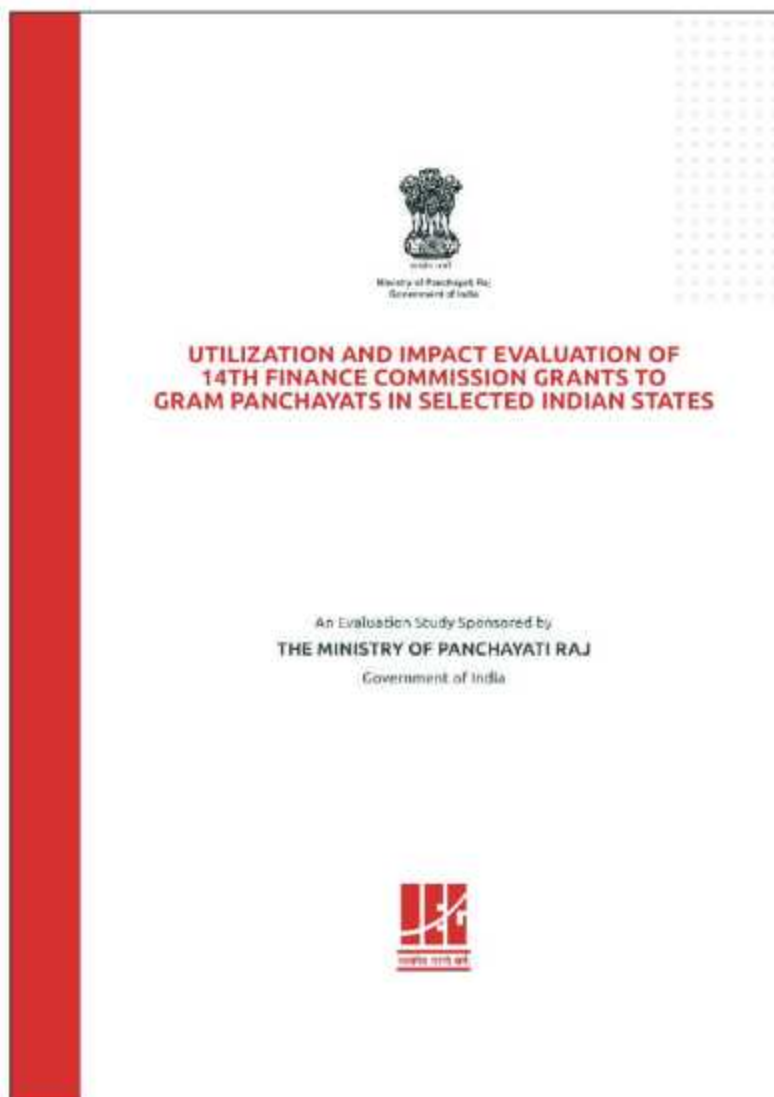 Ministry of Panchayati Raj
Government of India
UTILIZATION AND IMPACT EVALUATION OF
14TH FINANCE COMMISSION GRANTS TO
GRAM PANCHAYATS IN SELECTED INDIAN STATES
An Evaluation Study Sponsored by
THE MINISTRY OF PANCHAYATI RAJ
Government of India
IEG